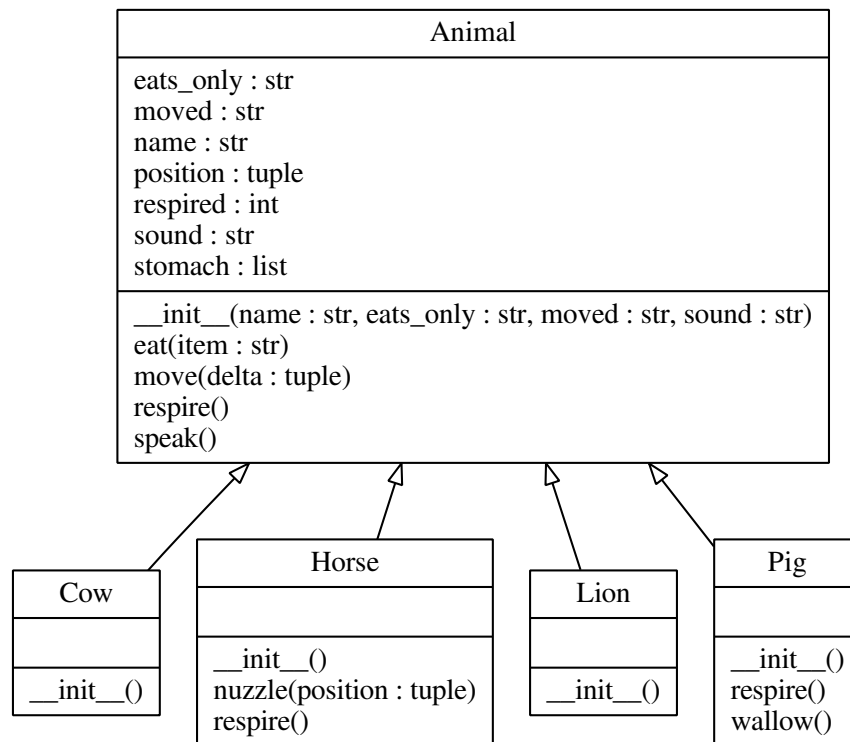 Animal
eats_only : str
moved : str
name : str
position : tuple
respired : int
sound : str
stomach : list
__init__(name : str, eats_only : str, moved : str, sound : str)
eat(item : str)
move(delta : tuple)
respire()
speak()
Cow
__init__()
Horse
__init__()
nuzzle(position : tuple)
respire()
Lion
__init__()
Pig
__init__()
respire()
wallow()